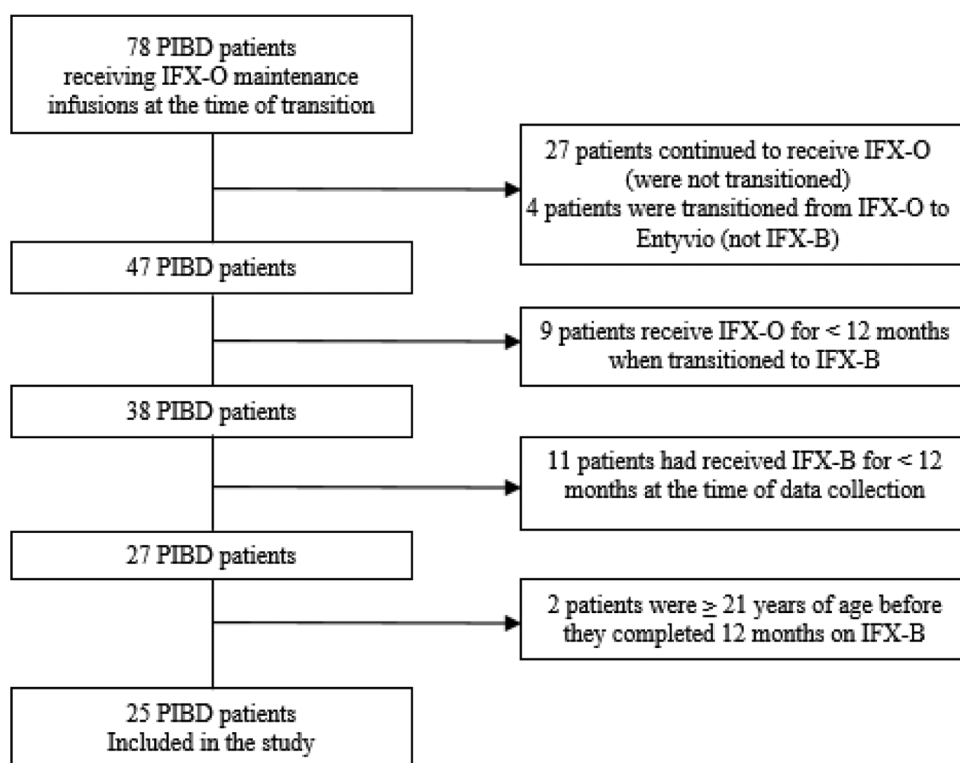 78 PIBD patients
receiving IFX-O maintenance
infusions at the time of transition
27 patients continued to receive IFX-O
(were not transitioned)
4 patients were transitioned from IFX-O to
Entyvio (not IFX-B)
47 PIBD patients
9 patients receive IFX-O for < 12 months
when transitioned to IFX-B
38 PIBD patients
11 patients had received IFX-B for < 12
months at the time of data collection
27 PIBD patients
2 patients were ≥ 21 years of age before
they completed 12 months on IFX-B
25 PIBD patients
Included in the study